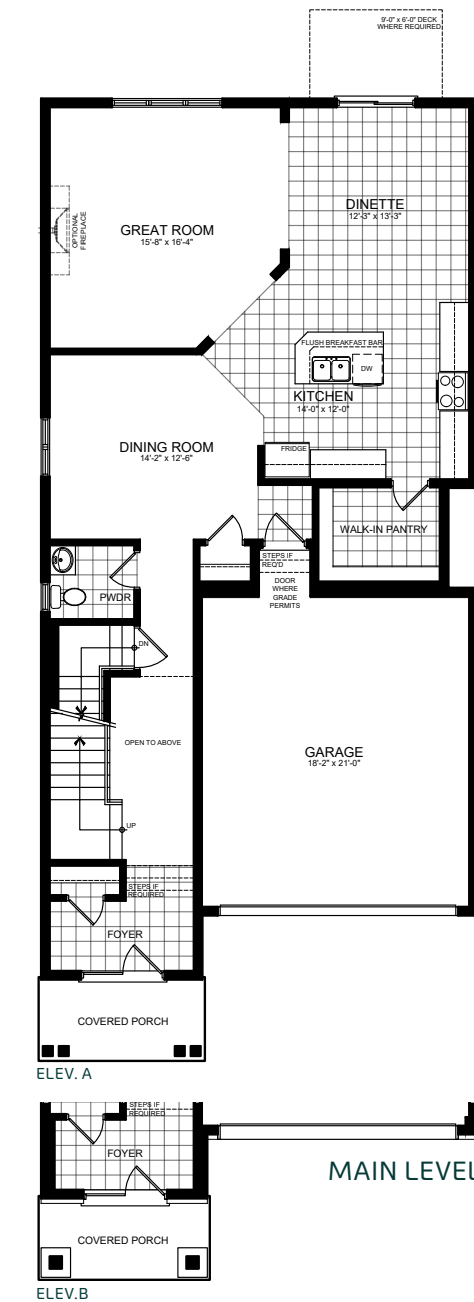 9'-0" x 6'-0" DECK
WHERE REQUIRED
GREAT ROOM
15'-8" x 16'-4"
OPTIONAL
FIREPLACE
DINETTE
12'-3" x 13'-3"
FLUSH BREAKFAST BAR
DW
KITCHEN
14'-0" x 12'-0"
DINING ROOM
14'-2" x 12'-6"
FRIDGE
WALK-IN PANTRY
STEPS IF
REQ'D
DOOR
WHERE
GRADE
PERMITS
PWDR
DN
OPEN TO ABOVE
GARAGE
18'-2" x 21'-0"
UP
STEPS IF
REQUIRED
FOYER
COVERED PORCH
ELEV. A
STEPS IF
REQUIRED
FOYER
MAIN LEVEL
COVERED PORCH
ELEV.B